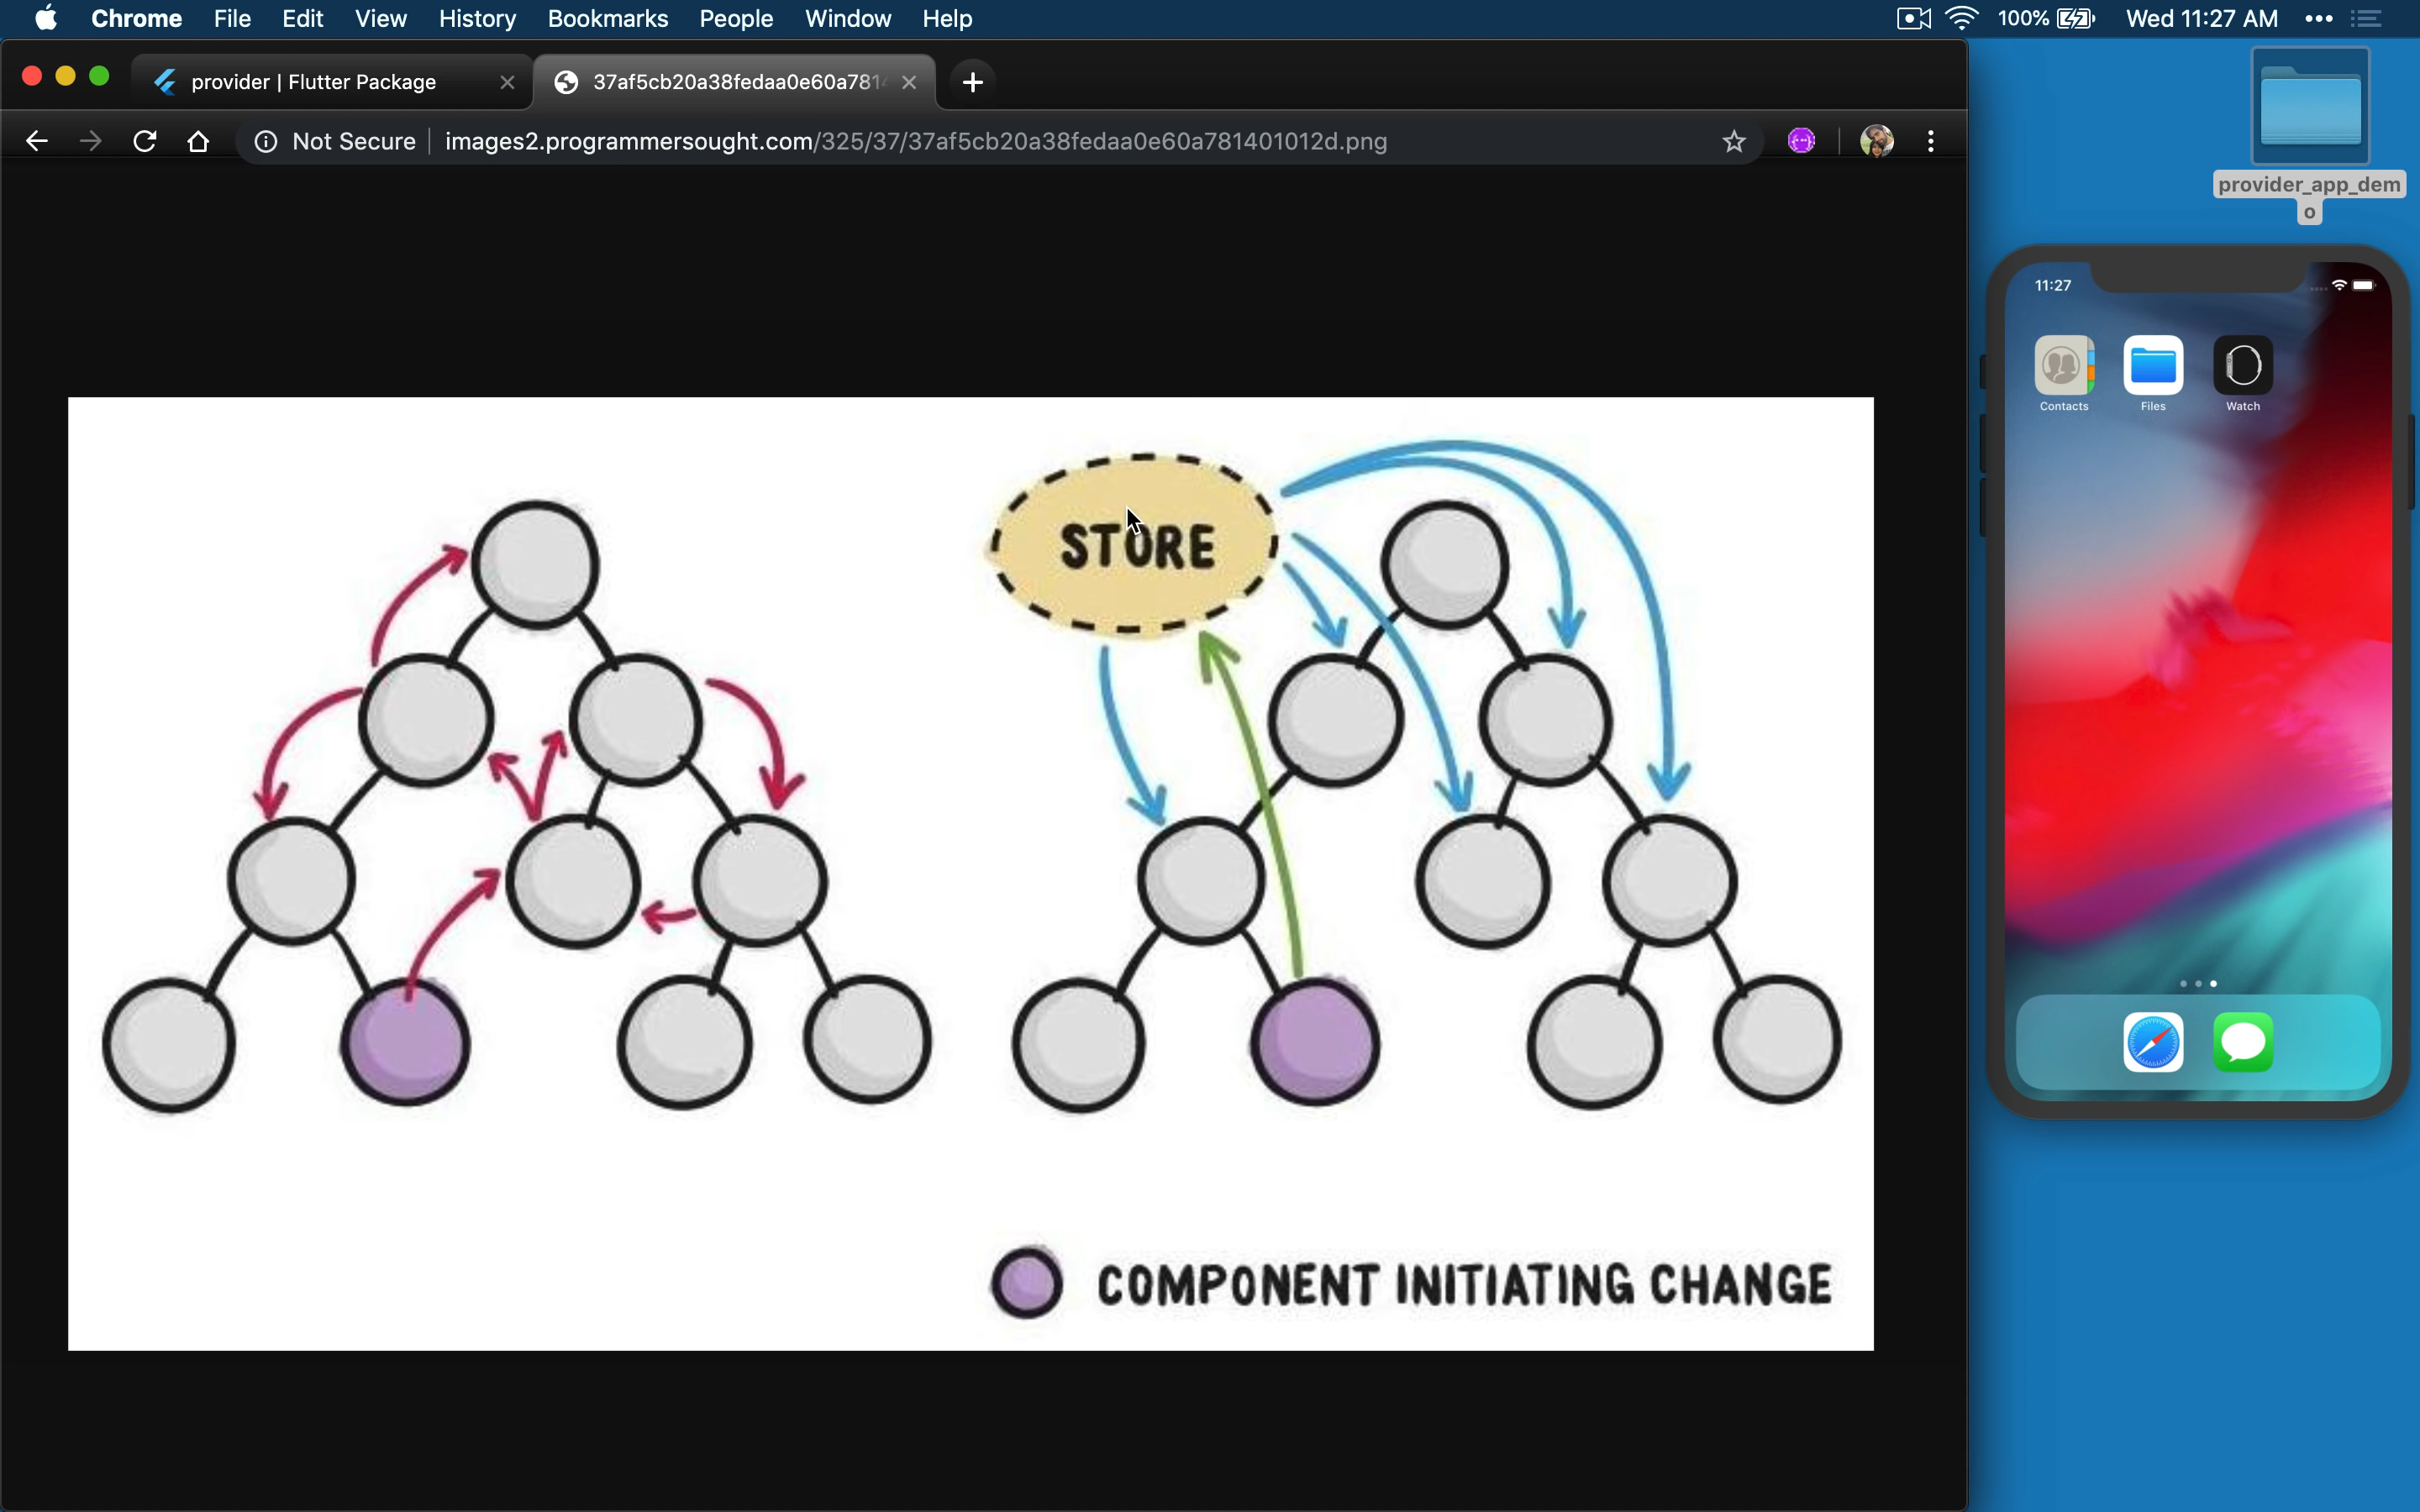 Chrome File Edit View History Bookmarks People Window Help 100% Wed 11:27 AM
provider | Flutter Package
37af5cb20a38fedaa0e60a781
Not Secure images2.programmersought.com/325/37/37af5cb20a38fedaa0e60a781401012d.png
provider_app_dem
o
11:27
Contacts Files Watch
STORE
COMPONENT INITIATING CHANGE